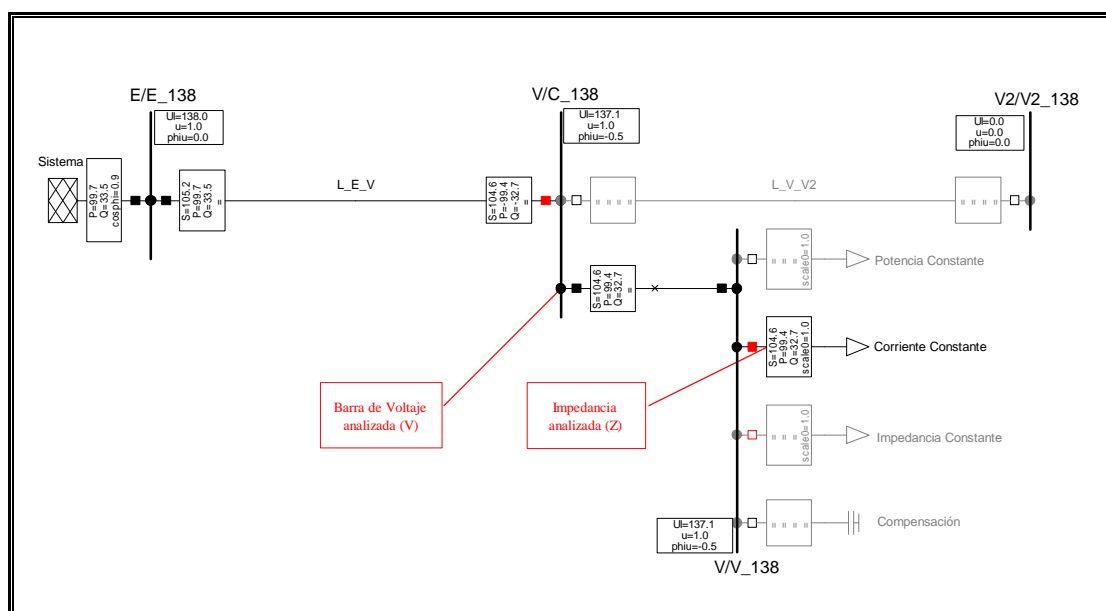 E/E_138
V/C_138
V2/V2_138
Ul=138.0
u=1.0
phiu=0.0
Ul=137.1
u=1.0
phiu=-0.5
Ul=0.0
u=0.0
phiu=0.0
Sistema
P=99.7
Q=33.5
cosphi=0.9
S=105.2
P=99.7
Q=33.5
=
L_E_V
S=104.6
P=-99.4
Q=-32.7
=
= = = =
L_V_V2
= = = =
= = =
scale0=1.0
Potencia Constante
S=104.6
P=99.4
Q=32.7
=
S=104.6
P=99.4
Q=32.7
scale0=1.0
Corriente Constante
Barra de Voltaje
analizada (V)
Impedancia
analizada (Z)
= = =
scale0=1.0
Impedancia Constante
= = = =
Compensación
Ul=137.1
u=1.0
phiu=-0.5
V/V_138